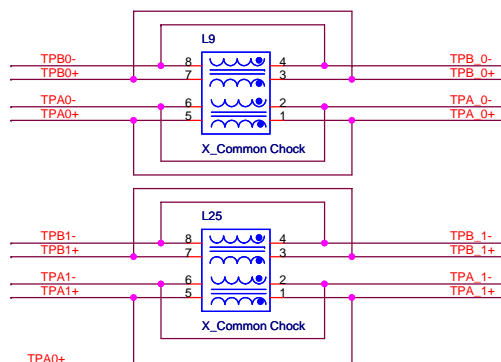 L9
TPB0- 8 4 TPB_0-
TPB0+ 7 3 TPB_0+
TPA0- 6 2 TPA_0-
TPA0+ 5 1 TPA_0+
X_Common Chock
L25
TPB1- 8 4 TPB_1-
TPB1+ 7 3 TPB_1+
TPA1- 6 2 TPA_1-
TPA1+ 5 1 TPA_1+
X_Common Chock
TPA0+